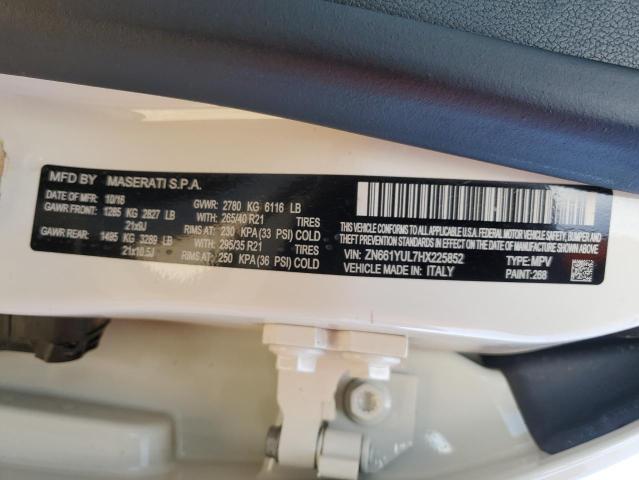 MFD BY MASERATI S.P.A.
DATE OF MFR: 10/16 GVWR: 2780 KG 6116 LB
GAWR FRONT: 1285 KG 2827 LB WITH: 265/40 R21 TIRES
21x9J RIMS AT: 230 KPA (33 PSI) COLD
GAWR REAR: 1495 KG 3289 LB WITH: 295/35 R21 TIRES
21x10,5J RIMS AT: 250 KPA (36 PSI) COLD
THIS VEHICLE CONFORMS TO ALL APPLICABLE
U.S.A. FEDERAL MOTOR VEHICLE SAFETY, BUMPER,
AND THEFT PREVENTION STANDARDS IN EFFECT
ON THE DATE OF MANUFACTURE SHOWN ABOVE
VIN: ZN661YUL7HX225852 TYPE: MPV
VEHICLE MADE IN: ITALY PAINT: 268